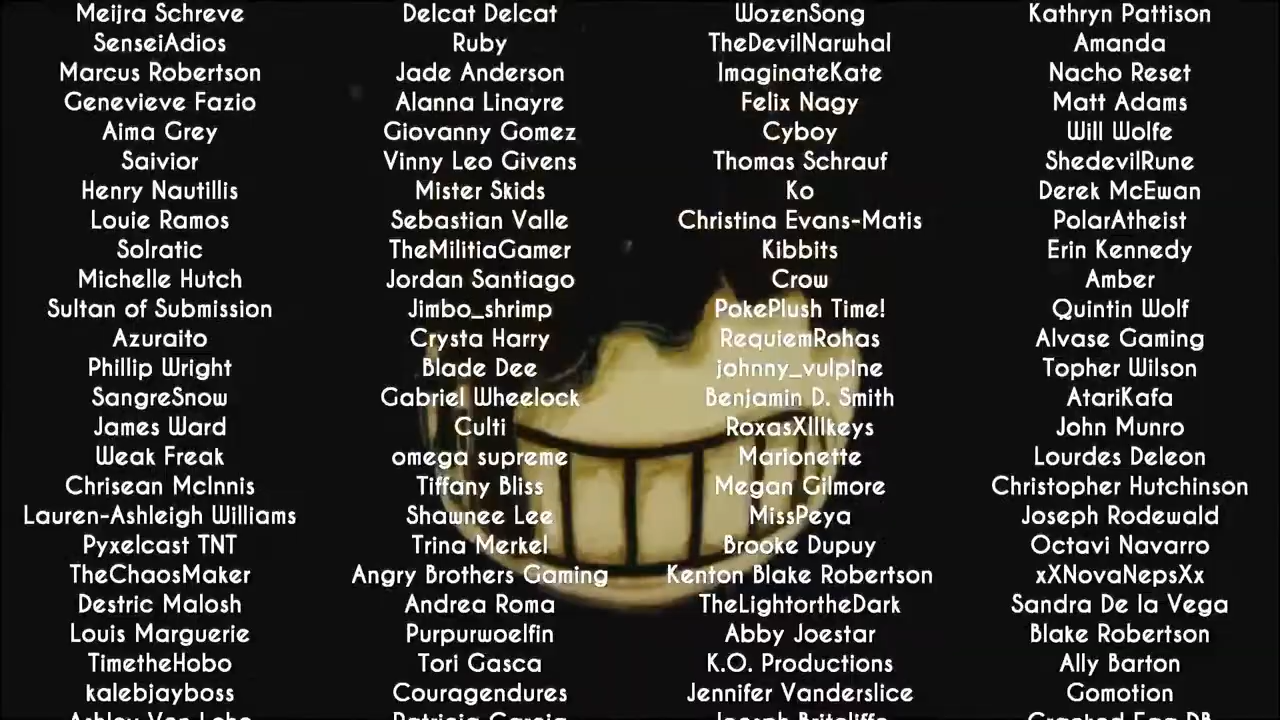 Meijra Schreve
SenseiAdios
Marcus Robertson
Genevieve Fazio
Aima Grey
Saivior
Henry Nautillis
Louie Ramos
Solratic
Michelle Hutch
Sultan of Submission
Azuraito
Phillip Wright
SangreSnow
James Ward
Weak Freak
Chrisean McInnis
Lauren-Ashleigh Williams
Pyxelcast TNT
TheChaosMaker
Destric Malosh
Louis Marguerie
TimetheHobo
kalebjayboss
Delcat Delcat
Ruby
Jade Anderson
Alanna Linayre
Giovanny Gomez
Vinny Leo Givens
Mister Skids
Sebastian Valle
TheMilitiaGamer
Jordan Santiago
Jimbo_shrimp
Crysta Harry
Blade Dee
Gabriel Wheelock
Culti
omega supreme
Tiffany Bliss
Shawnee Lee
Trina Merkel
Angry Brothers Gaming
Andrea Roma
Purpurwoelfin
Tori Gasca
Couragendures
Patricia Garcia
WozenSong
TheDevilNarwhal
ImaginateKate
Felix Nagy
Cyboy
Thomas Schrauf
Ko
Christina Evans-Matis
Kibbits
Crow
PokePlush Time!
RequiemRohas
johnny_vulpine
Benjamin D. Smith
RoxasXIIIkeys
Marionette
Megan Gilmore
MissPeya
Brooke Dupuy
Kenton Blake Robertson
TheLightortheDark
Abby Joestar
K.O. Productions
Jennifer Vanderslice
Joseph
Kathryn Pattison
Amanda
Nacho Reset
Matt Adams
Will Wolfe
ShedevilRune
Derek McEwan
PolarAtheist
Erin Kennedy
Amber
Quintin Wolf
Alvase Gaming
Topher Wilson
AtariKafa
John Munro
Lourdes Deleon
Christopher Hutchinson
Joseph Rodewald
Octavi Navarro
xXNovaNepsXx
Sandra De la Vega
Blake Robertson
Ally Barton
Gomotion